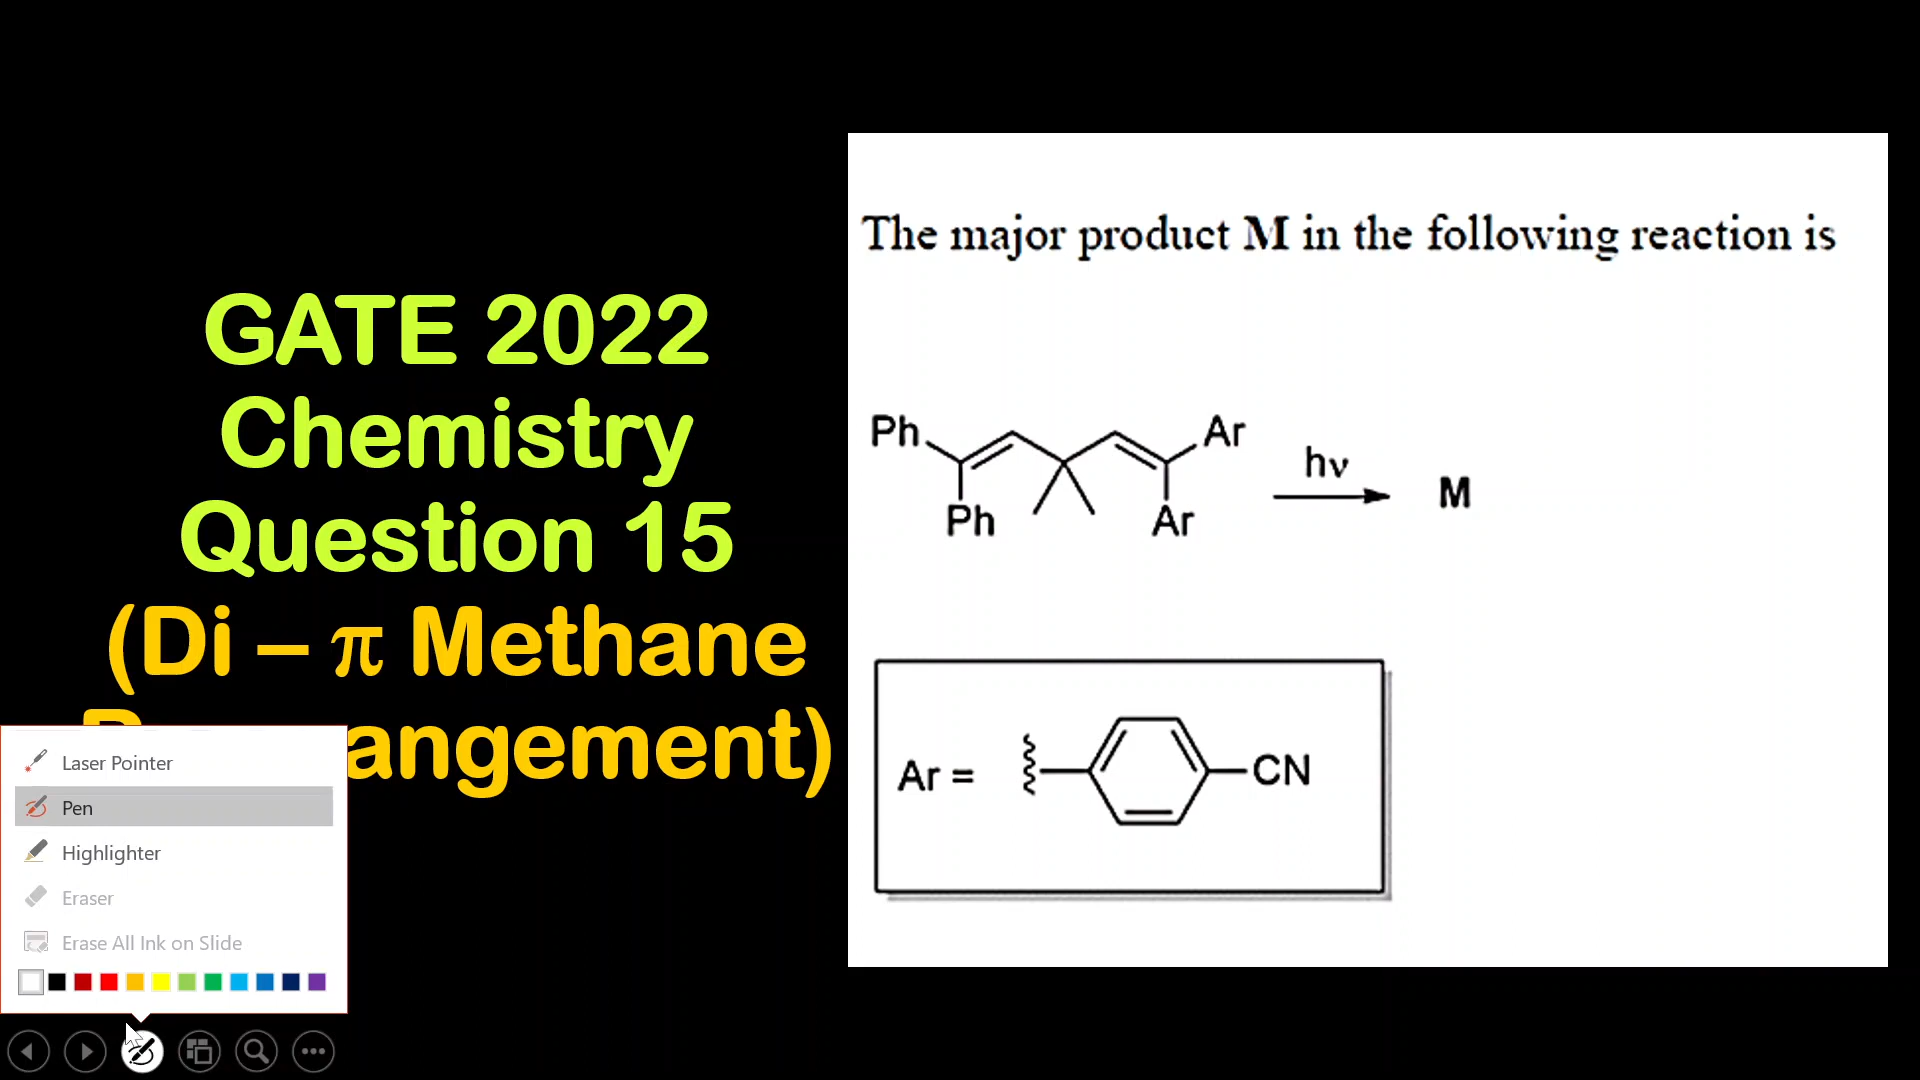 GATE 2022
Chemistry
Question 15
(Di – π Methane
angement)
The major product M in the following reaction is
Ph
Ph
Ar
Ar
hν
M
Ar =
CN
Laser Pointer
Pen
Highlighter
Eraser
Erase All Ink on Slide